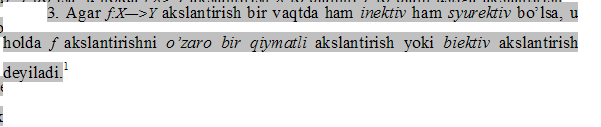 3. Agar f:X—>Y akslantirish bir vaqtda ham inektiv ham syurektiv bo’lsa, u
holda f akslantirishni o’zaro bir qiymatli akslantirish yoki biektiv akslantirish
deyiladi.1